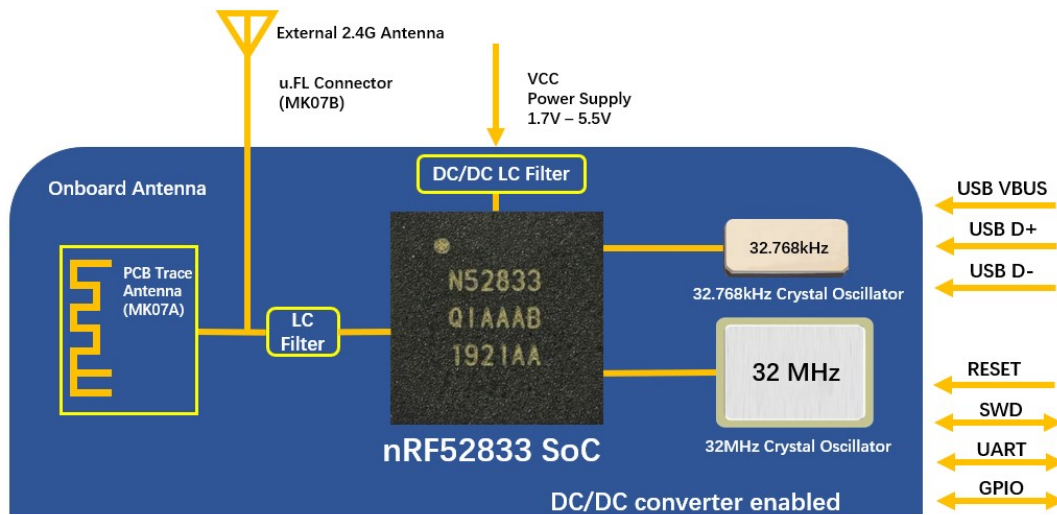 External 2.4G Antenna
u.FL Connector
(MK07B)
VCC
Power Supply
1.7V – 5.5V
DC/DC LC Filter
Onboard Antenna
PCB Trace
Antenna
(MK07A)
LC
Filter
N52833
QIAAAB
1921AA
nRF52833 SoC
32.768kHz
32.768kHz Crystal Oscillator
32 MHz
32MHz Crystal Oscillator
DC/DC converter enabled
USB VBUS
USB D+
USB D-
RESET
SWD
UART
GPIO